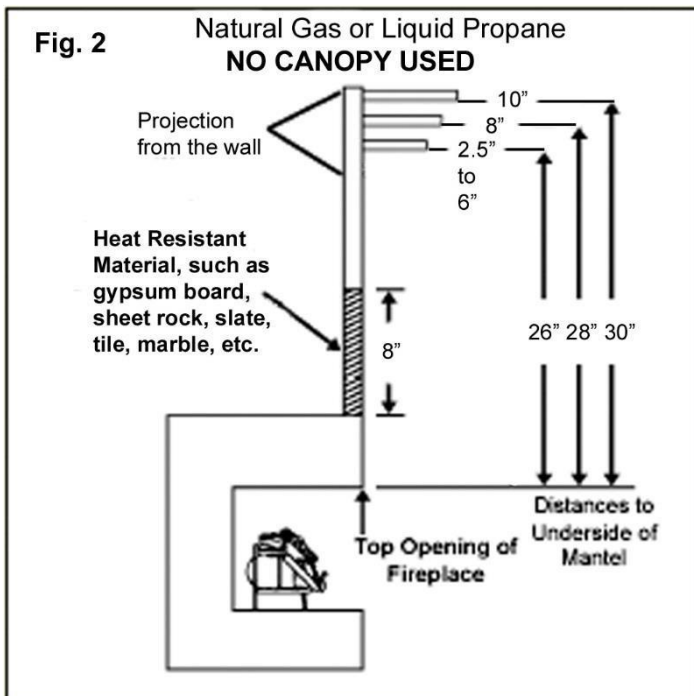 Fig. 2
Natural Gas or Liquid Propane
NO CANOPY USED
Projection
from the wall
10”
8”
2.5”
to
6”
Heat Resistant
Material, such as
gypsum board,
sheet rock, slate,
tile, marble, etc.
8”
26” 28” 30”
Top Opening of
Fireplace
Distances to
Underside of
Mantel